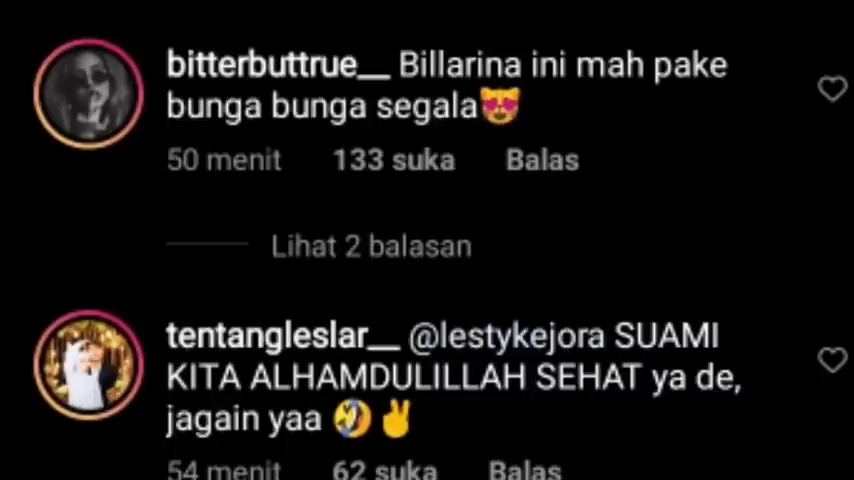 bitterbuttrue__ Billarina ini mah pake
bunga bunga segala😻
50 menit 133 suka Balas
Lihat 2 balasan
tentangleslar__ @lestykejora SUAMI
KITA ALHAMDULILLAH SEHAT ya de,
jagain yaa 🤣✌
54 menit 62 suka Balas